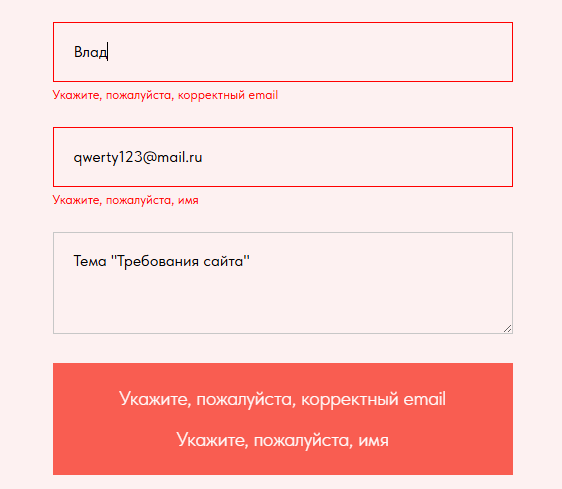 Влад
Укажите, пожалуйста, корректный email
qwerty123@mail.ru
Укажите, пожалуйста, имя
Тема "Требования сайта"
Укажите, пожалуйста, корректный email
Укажите, пожалуйста, имя